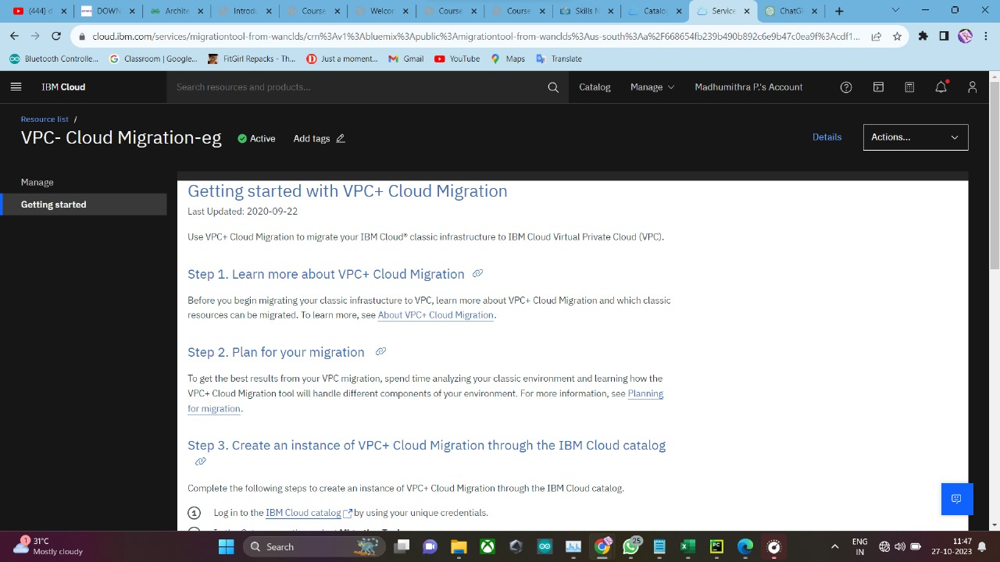 (444) d
DOWN
Archite
Introdu
Course
Welcor
Course
Course
Skills N
Catalog
Service
ChatG
cloud.ibm.com/services/migrationtool-from-wanclds/crn%3Av1%3Abluemix%3Apublic%3Amigrationtool-from-wanclds%3Aus-south%3Aa%2F668654fb239b490b892c6e9b47c0ea9f%3Acdf1...
Bluetooth Controlle...
Classroom | Google...
FitGirl Repacks - Th...
Just a moment...
Gmail
YouTube
Maps
Translate
IBM Cloud
Search resources and products...
Catalog
Manage
Madhumithra P.'s Account
Resource list /
VPC- Cloud Migration-eg
Active
Add tags
Details
Actions...
Manage
Getting started
Getting started with VPC+ Cloud Migration
Last Updated: 2020-09-22
Use VPC+ Cloud Migration to migrate your IBM Cloud® classic infrastructure to IBM Cloud Virtual Private Cloud (VPC).
Step 1. Learn more about VPC+ Cloud Migration
Before you begin migrating your classic infrastucture to VPC, learn more about VPC+ Cloud Migration and which classic
resources can be migrated. To learn more, see About VPC+ Cloud Migration.
Step 2. Plan for your migration
To get the best results from your VPC migration, spend time analyzing your classic environment and learning how the
VPC+ Cloud Migration tool will handle different components of your environment. For more information, see Planning
for migration.
Step 3. Create an instance of VPC+ Cloud Migration through the IBM Cloud catalog
Complete the following steps to create an instance of VPC+ Cloud Migration through the IBM Cloud catalog.
1 Log in to the IBM Cloud catalog by using your unique credentials.
1
31°C
Mostly cloudy
Search
25
ENG
IN
11:47
27-10-2023